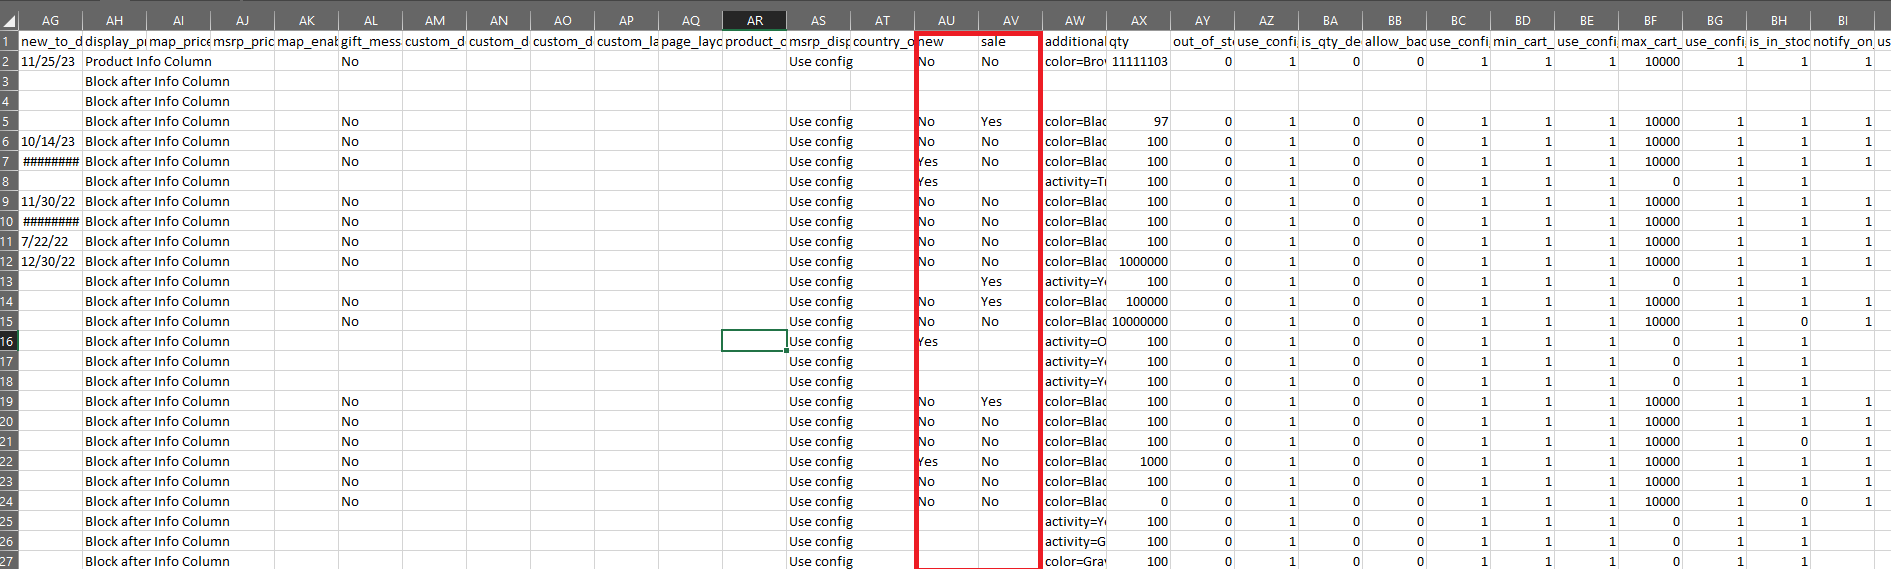 AG AH AI AJ AK AL AM AN AO AP AQ AR AS AT AU AV AW AX AY AZ BA BB BC BD BE BF BG BH BI
1 new_to_d display_p map_price msrp_pric map_enab gift_mess custom_d custom_d custom_d custom_la page_layo product_c msrp_disp country_o new sale additional qty out_of_st use_confi is_qty_de allow_bac use_confi min_cart_ use_confi max_cart_ use_confi is_in_stoc notify_on_ us
2 11/25/23 Product Info Column No Use config No No color=Brov 11111103 0 1 0 0 1 1 1 10000 1 1 1
3 Block after Info Column
4 Block after Info Column
5 Block after Info Column No Use config No Yes color=Blac 97 0 1 0 0 1 1 1 10000 1 1 1
6 10/14/23 Block after Info Column No Use config No No color=Blac 100 0 1 0 0 1 1 1 10000 1 1 1
7 ######## Block after Info Column No Use config Yes No color=Blac 100 0 1 0 0 1 1 1 10000 1 1 1
8 Block after Info Column Use config Yes activity=Tr 100 0 1 0 0 1 1 1 0 1 1
9 11/30/22 Block after Info Column No Use config No No color=Blac 100 0 1 0 0 1 1 1 10000 1 1 1
10 ######## Block after Info Column No Use config No No color=Blac 100 0 1 0 0 1 1 1 10000 1 1 1
11 7/22/22 Block after Info Column No Use config No No color=Blac 100 0 1 0 0 1 1 1 10000 1 1 1
12 12/30/22 Block after Info Column No Use config No No color=Blac 1000000 0 1 0 0 1 1 1 10000 1 1 1
13 Block after Info Column Use config Yes activity=Yo 100 0 1 0 0 1 1 1 0 1 1
14 Block after Info Column No Use config No Yes color=Blac 100000 0 1 0 0 1 1 1 10000 1 1 1
15 Block after Info Column No Use config No No color=Blac 10000000 0 1 0 0 1 1 1 10000 1 0 1
16 Block after Info Column Use config Yes activity=O 100 0 1 0 0 1 1 1 0 1 1
17 Block after Info Column Use config activity=Yo 100 0 1 0 0 1 1 1 0 1 1
18 Block after Info Column Use config activity=Yo 100 0 1 0 0 1 1 1 0 1 1
19 Block after Info Column No Use config No Yes color=Blac 100 0 1 0 0 1 1 1 10000 1 1 1
20 Block after Info Column No Use config No No color=Blac 100 0 1 0 0 1 1 1 10000 1 1 1
21 Block after Info Column No Use config No No color=Blac 100 0 1 0 0 1 1 1 10000 1 0 1
22 Block after Info Column No Use config Yes No color=Blac 1000 0 1 0 0 1 1 1 10000 1 1 1
23 Block after Info Column No Use config No No color=Blac 100 0 1 0 0 1 1 1 10000 1 1 1
24 Block after Info Column No Use config No No color=Blac 0 0 1 0 0 1 1 1 10000 1 0 1
25 Block after Info Column Use config activity=Yo 100 0 1 0 0 1 1 1 0 1 1
26 Block after Info Column Use config activity=G 100 0 1 0 0 1 1 1 0 1 1
27 Block after Info Column Use config color=Gra 100 0 1 0 0 1 1 1 0 1 1